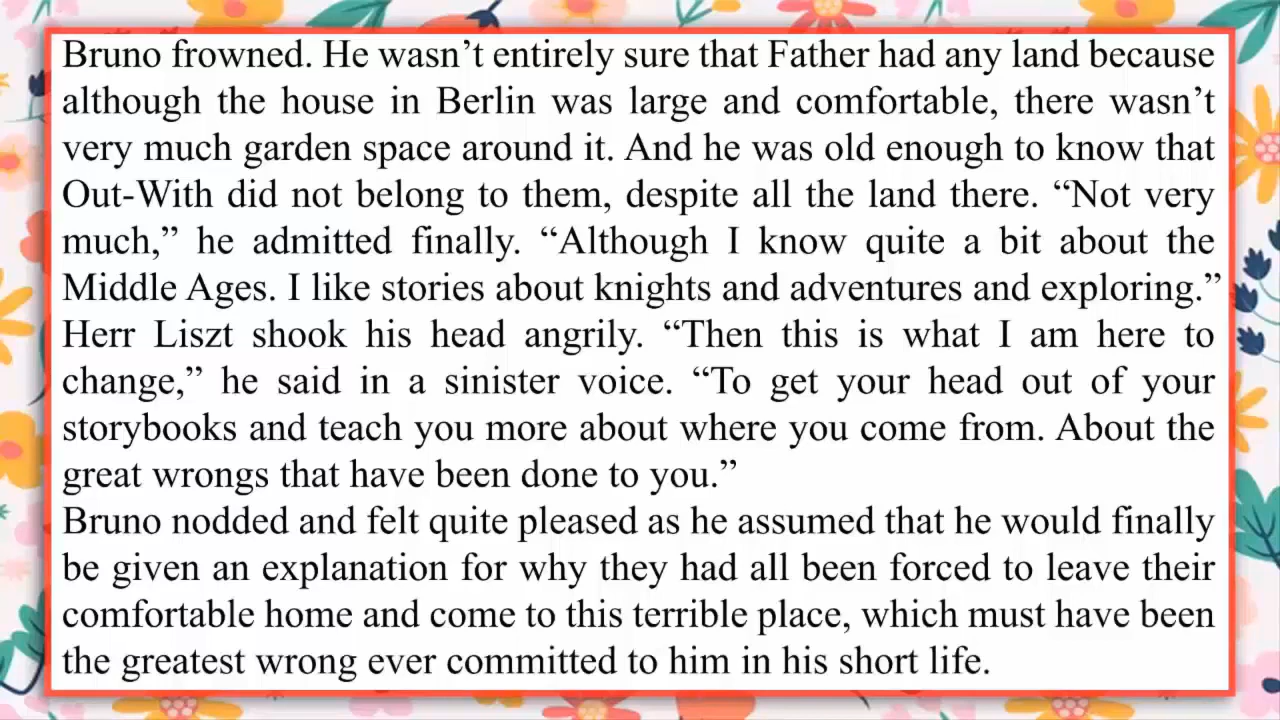 Bruno frowned. He wasn’t entirely sure that Father had any land because
although the house in Berlin was large and comfortable, there wasn’t
very much garden space around it. And he was old enough to know that
Out-With did not belong to them, despite all the land there. “Not very
much,” he admitted finally. “Although I know quite a bit about the
Middle Ages. I like stories about knights and adventures and exploring.”
Herr Liszt shook his head angrily. “Then this is what I am here to
change,” he said in a sinister voice. “To get your head out of your
storybooks and teach you more about where you come from. About the
great wrongs that have been done to you.”
Bruno nodded and felt quite pleased as he assumed that he would finally
be given an explanation for why they had all been forced to leave their
comfortable home and come to this terrible place, which must have been
the greatest wrong ever committed to him in his short life.